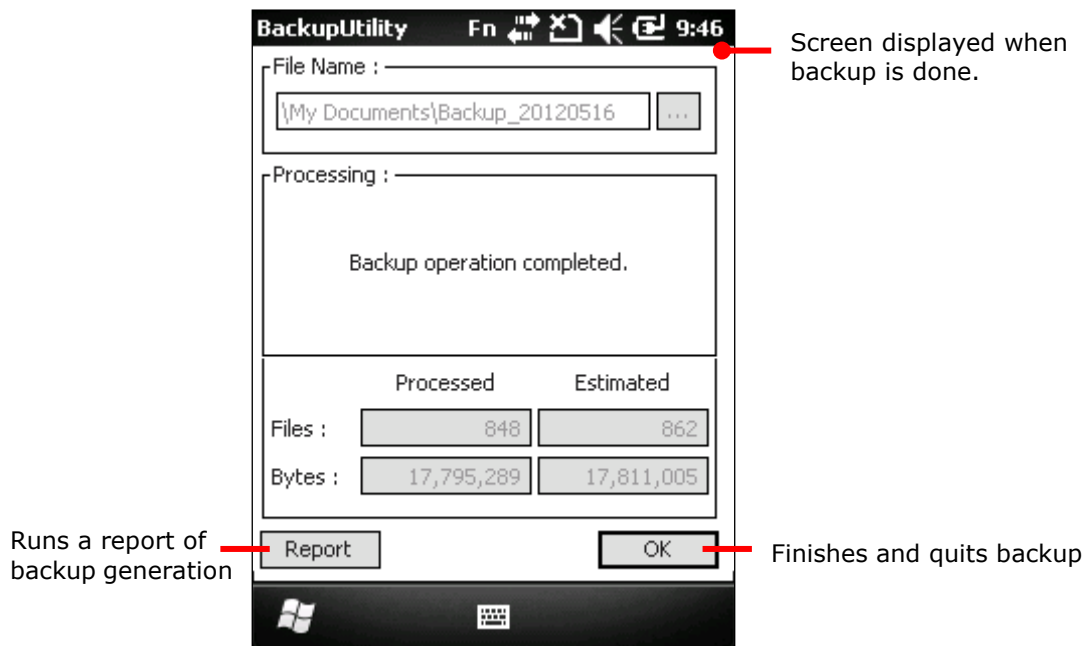 BackupUtility Fn 9:46
Screen displayed when
backup is done.
File Name :
\My Documents\Backup_20120516 ...
Processing :
Backup operation completed.
Processed Estimated
Files : 848 862
Bytes : 17,795,289 17,811,005
Runs a report of
backup generation
Report OK
Finishes and quits backup